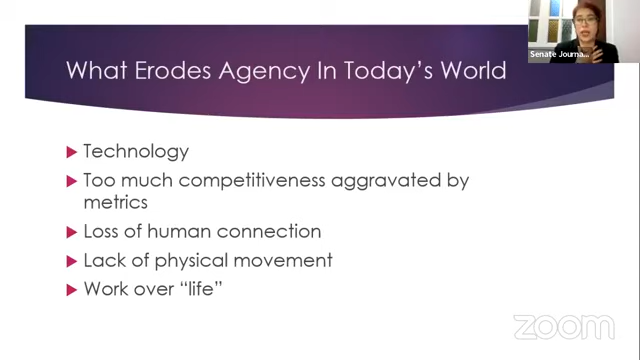 Senate Journa...
What Erodes Agency In Today's World
Technology
Too much competitiveness aggravated by
metrics
Loss of human connection
Lack of physical movement
Work over “life”
zoom